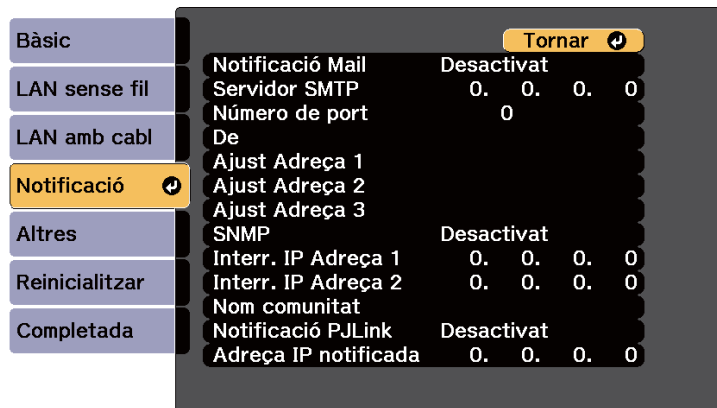 Bàsic
LAN sense fil
LAN amb cabl
Notificació
Altres
Reinicialitzar
Completada
Tornar
Notificació Mail Desactivat
Servidor SMTP 0. 0. 0. 0
Número de port 0
De
Ajust Adreça 1
Ajust Adreça 2
Ajust Adreça 3
SNMP Desactivat
Interr. IP Adreça 1 0. 0. 0. 0
Interr. IP Adreça 2 0. 0. 0. 0
Nom comunitat
Notificació PJLink Desactivat
Adreça IP notificada 0. 0. 0. 0